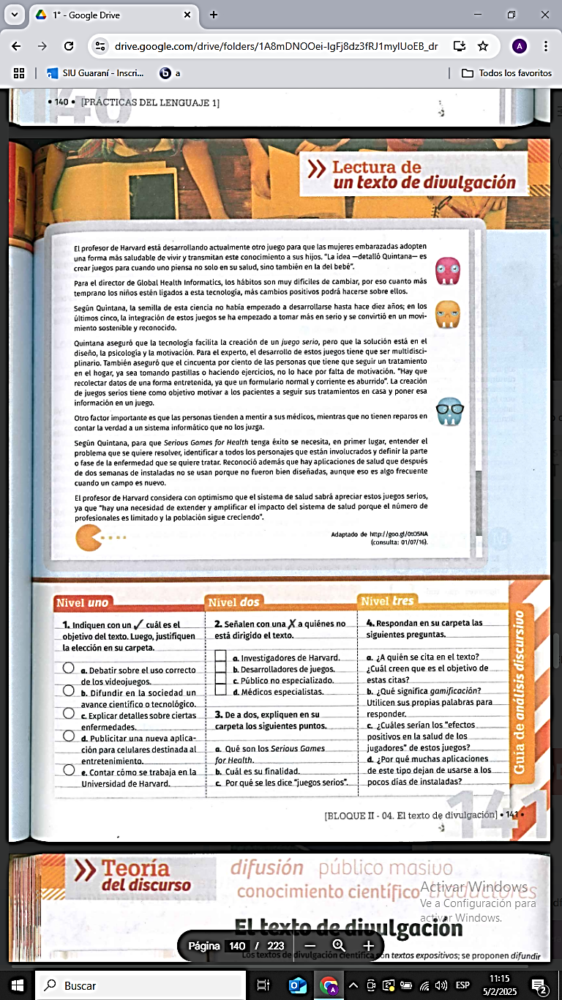 1° - Google Drive
drive.google.com/drive/folders/1A8mDNOOei-IgFj8dz3fRJ1mylUoEB_dr
A
SIU Guaraní - Inscri...
a
Todos los favoritos
• 140 • [PRÁCTICAS DEL LENGUAJE 1]
Lectura de
un texto de divulgación
El profesor de Harvard está desarrollando actualmente otro juego para que las mujeres embarazadas adopten
una forma más saludable de vivir y transmitan este conocimiento a sus hijos. “La idea —detalló Quintana— es
crear juegos para cuando uno piensa no solo en su salud, sino también en la del bebé”.
Para el director de Global Health Informatics, los hábitos son muy difíciles de cambiar, por eso cuanto más
temprano los niños estén ligados a esta tecnología, más cambios positivos podrá hacerse sobre ellos.
Según Quintana, la semilla de esta ciencia no había empezado a desarrollarse hasta hace diez años; en los
últimos cinco, la integración de estos juegos se ha empezado a tomar más en serio y se convirtió en un movi-
miento sostenible y reconocido.
Quintana aseguró que la tecnología facilita la creación de un juego serio, pero que la solución está en el
diseño, la psicología y la motivación. Para el experto, el desarrollo de estos juegos tiene que ser multidisci-
plinario. También aseguró que el cincuenta por ciento de las personas que tiene que seguir un tratamiento
en el hogar, ya sea tomando pastillas o haciendo ejercicios, no lo hace por falta de motivación. “Hay que
recolectar datos de una forma entretenida, ya que un formulario normal y corriente es aburrido”. La creación
de juegos serios tiene como objetivo motivar a los pacientes a seguir sus tratamientos en casa y poner esa
información en un juego.
Otro factor importante es que las personas tienden a mentir a sus médicos, mientras que no tienen reparos en
contar la verdad a un sistema informático que no los juzga.
Según Quintana, para que Serious Games for Health tenga éxito se necesita, en primer lugar, entender el
problema que se quiere resolver, identificar a todos los personajes que están involucrados y definir la parte
o fase de la enfermedad que se quiere tratar. Reconoció además que hay aplicaciones de salud que después
de dos semanas de instaladas no se usan porque no fueron bien diseñadas, aunque eso es algo frecuente
cuando un campo es nuevo.
El profesor de Harvard considera con optimismo que el sistema de salud sabrá apreciar estos juegos serios,
ya que “hay una necesidad de extender y amplificar el impacto del sistema de salud porque el número de
profesionales es limitado y la población sigue creciendo”.
Adaptado de http://goo.gl/0tO5NA
(consulta: 01/07/16).
Nivel uno
1. Indiquen con un ✓ cuál es el
objetivo del texto. Luego, justifiquen
la elección en su carpeta.
a. Debatir sobre el uso correcto
de los videojuegos.
b. Difundir en la sociedad un
avance científico o tecnológico.
c. Explicar detalles sobre ciertas
enfermedades.
d. Publicitar una nueva aplica-
ción para celulares destinada al
entretenimiento.
e. Contar cómo se trabaja en la
Universidad de Harvard.
Nivel dos
2. Señalen con una X a quiénes no
está dirigido el texto.
a. Investigadores de Harvard.
b. Desarrolladores de juegos.
c. Público no especializado.
d. Médicos especialistas.
3. De a dos, expliquen en su
carpeta los siguientes puntos.
a. Qué son los Serious Games
for Health.
b. Cuál es su finalidad.
c. Por qué se les dice “juegos serios”.
Nivel tres
4. Respondan en su carpeta las
siguientes preguntas.
a. ¿A quién se cita en el texto?
¿Cuál creen que es el objetivo de
estas citas?
b. ¿Qué significa gamificación?
Utilicen sus propias palabras para
responder.
c. ¿Cuáles serían los “efectos
positivos en la salud de los
jugadores” de estos juegos?
d. ¿Por qué muchas aplicaciones
de este tipo dejan de usarse a los
pocos días de instaladas?
Guía de análisis discursivo
[BLOQUE II - 04. El texto de divulgación] • 141 •
141
Teoría
del discurso
difusión público masivo
conocimiento científico traductores
El texto de divulgación
Los textos de divulgación científica son textos expositivos; se proponen difundir
Activar Windows
Ve a Configuración para
activar Windows.
Página 140 / 223
Buscar
ESP
11:15
5/2/2025
2